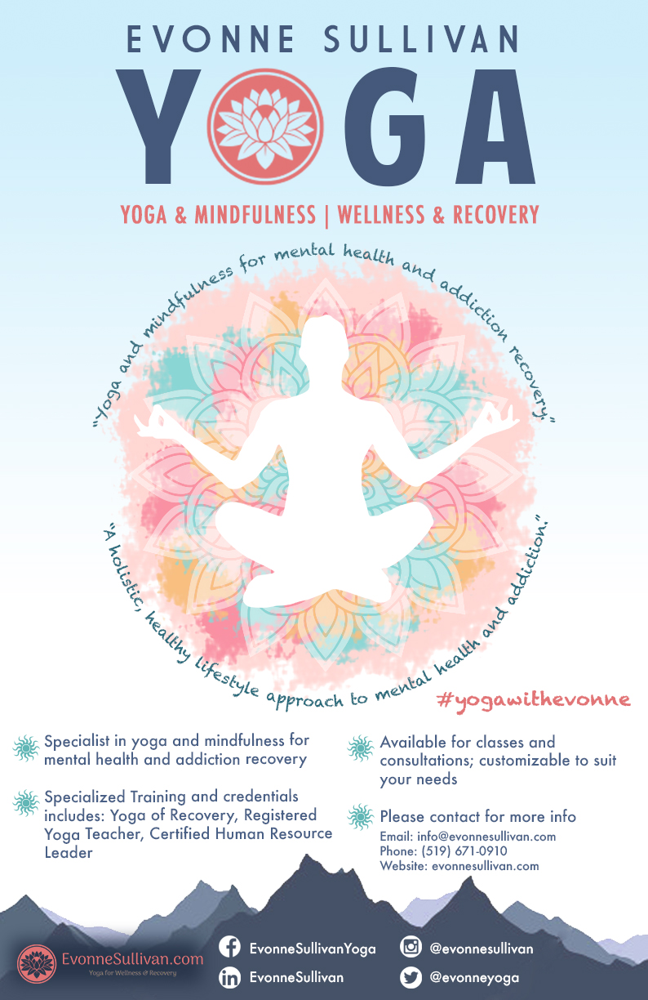 EVONNE SULLIVAN
YOGA
YOGA & MINDFULNESS | WELLNESS & RECOVERY
“Yoga and mindfulness for mental health and addiction recovery.”
“A holistic, healthy lifestyle approach to mental health and addiction.”
#yogawithevonne
Specialist in yoga and mindfulness for
mental health and addiction recovery
Specialized Training and credentials
includes: Yoga of Recovery, Registered
Yoga Teacher, Certified Human Resource
Leader
Available for classes and
consultations; customizable to suit
your needs
Please contact for more info
Email: info@evonnesullivan.com
Phone: (519) 671-0910
Website: evonnesullivan.com
EvonneSullivan.com
Yoga for Wellness & Recovery
EvonneSullivanYoga
EvonneSullivan
@evonnesullivan
@evonneyoga